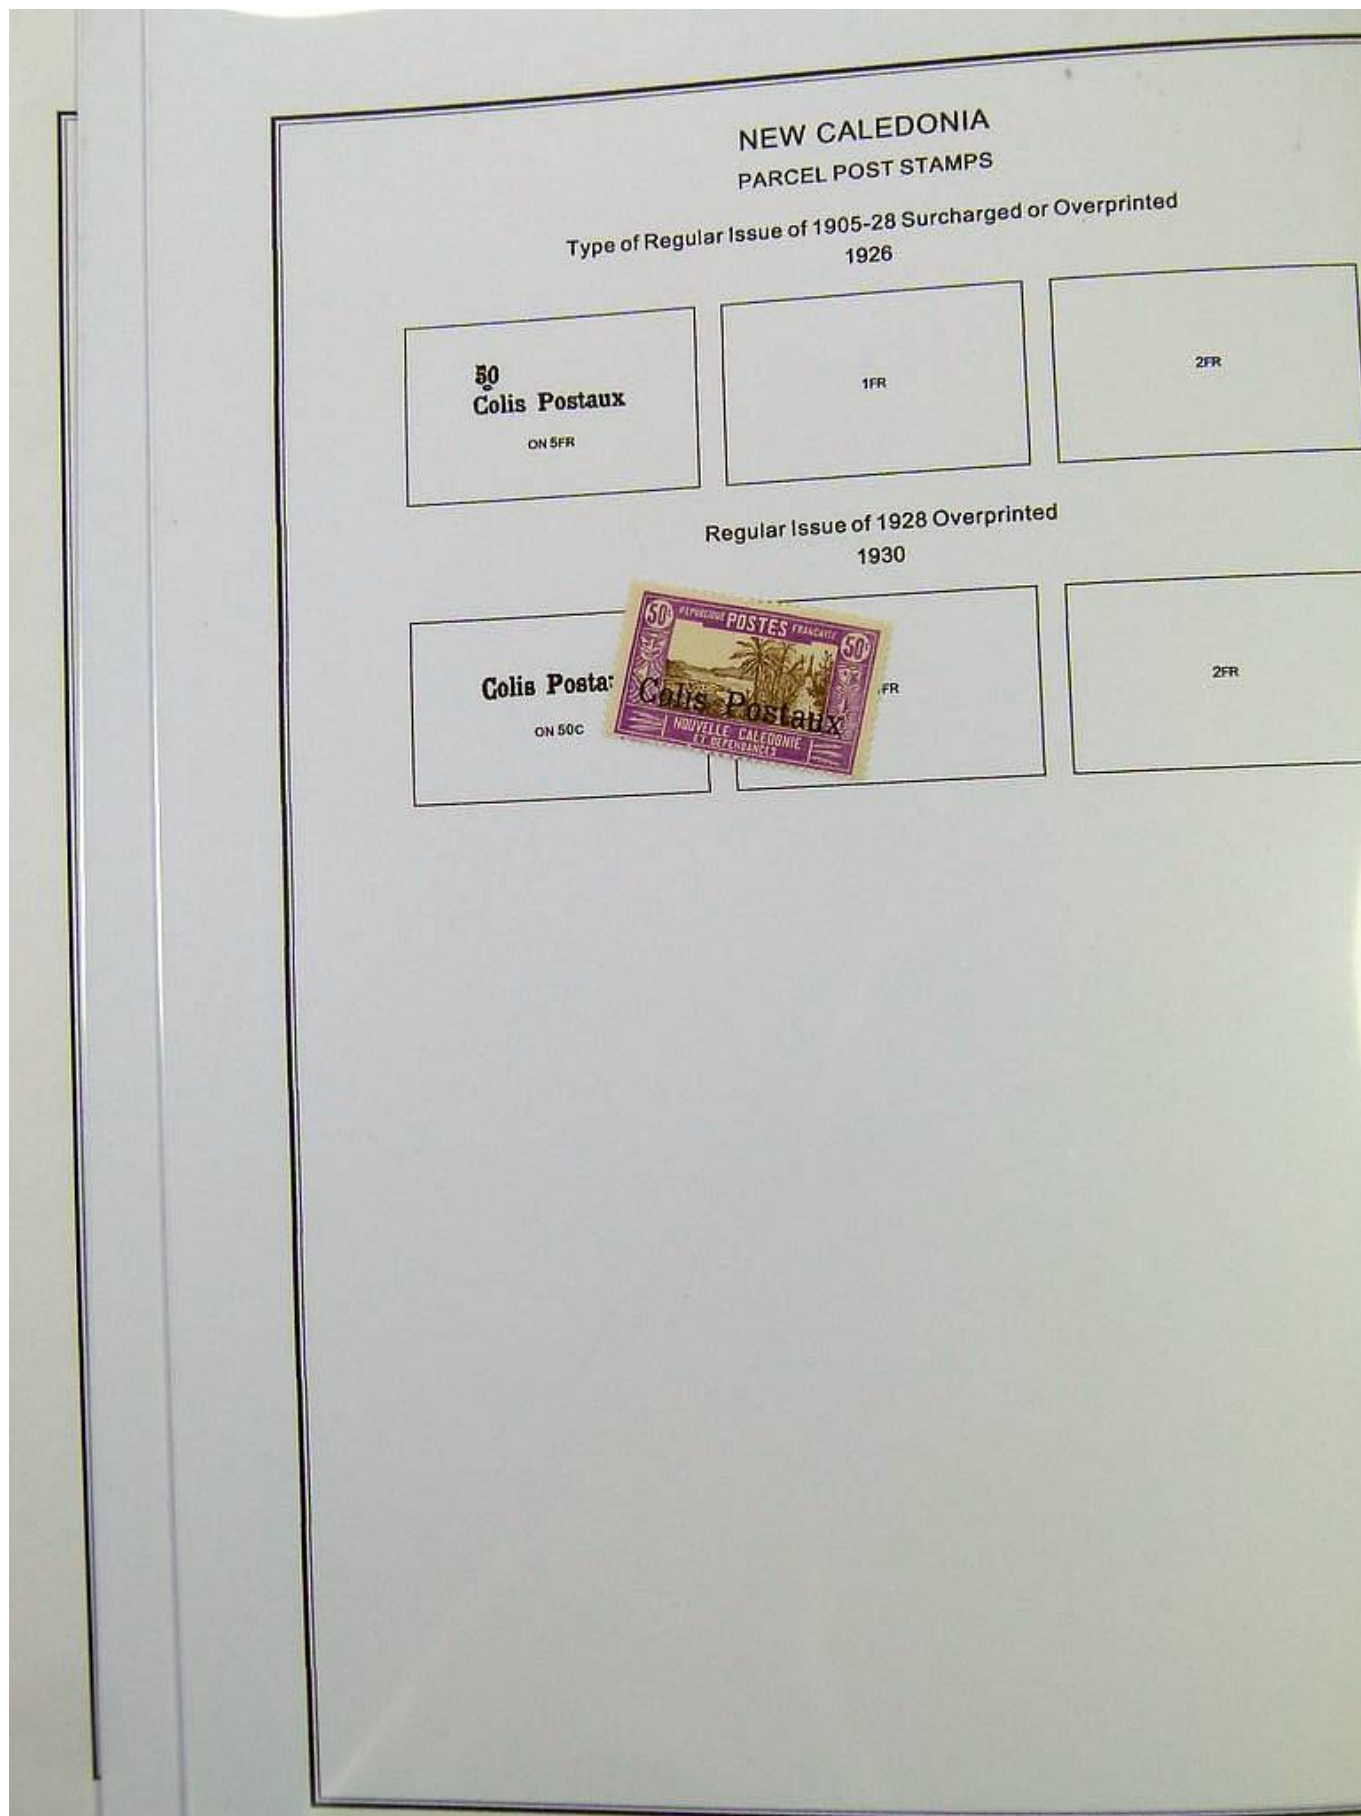 NEW CALEDONIA
PARCEL POST STAMPS
Type of Regular Issue of 1905-28 Surcharged or Overprinted
1926
50
Colis Postaux
ON 5FR
1FR
2FR
Regular Issue of 1928 Overprinted
1930
Colis Posta
ON 50C
50c REPUBLIQUE POSTES FRANCAISE 50c
Colis Postaux
NOUVELLE CALEDONIE
ET DEPENDANCES
FR
2FR